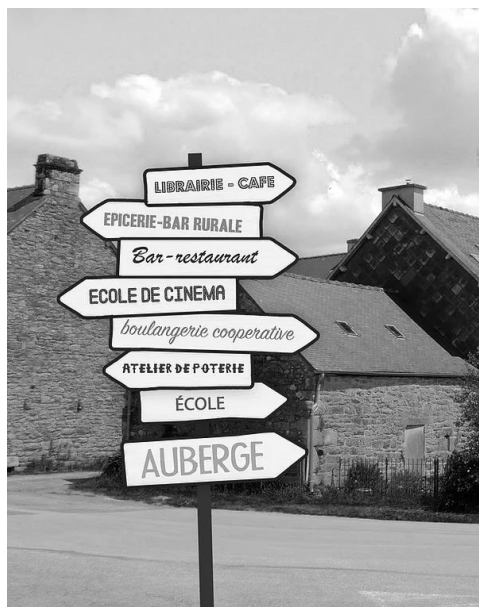 LIBRAIRIE - CAFE
EPICERIE-BAR RURALE
Bar-restaurant
ECOLE DE CINEMA
boulangerie cooperative
ATELIER DE POTERIE
ÉCOLE
AUBERGE